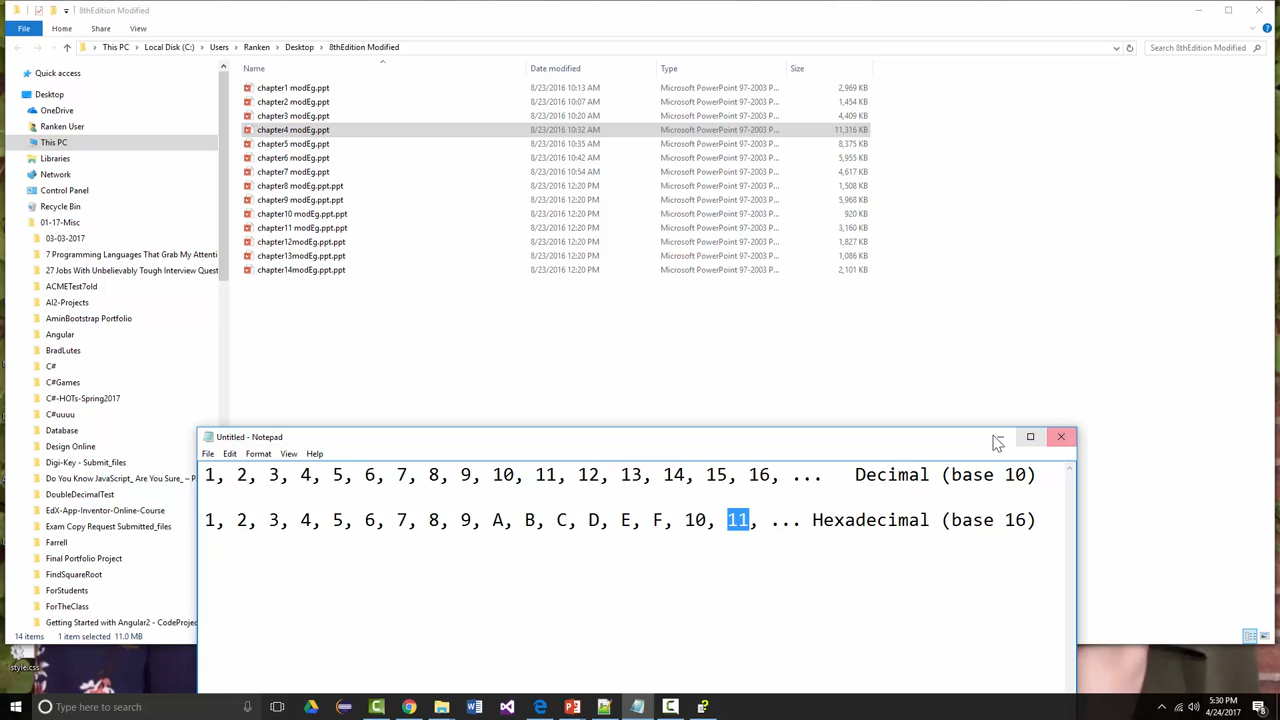 8thEdition Modified
File Home Share View
This PC Local Disk (C:) Users Ranken Desktop 8thEdition Modified
Search 8thEdition Modified
Name Date modified Type Size
Quick access
Desktop
OneDrive
Ranken User
This PC
Libraries
Network
Control Panel
Recycle Bin
01-17-Misc
03-03-2017
7 Programming Languages That Grab My Attenti
27 Jobs With Unbelievably Tough Interview Quest
ACMETest7old
AI2-Projects
AminBootstrap Portfolio
Angular
BradLutes
C#
C#Games
C#-HOTs-Spring2017
C#uuuu
Database
Design Online
Digi-Key - Submit_files
Do You Know JavaScript_ Are You Sure_ –
DoubleDecimalTest
EdX-App-Inventor-Online-Course
Exam Copy Request Submitted_files
Farrell
Final Portfolio Project
FindSquareRoot
ForStudents
ForTheClass
Getting Started with Angular2 - CodeProjec
chapter1 modEg.ppt 8/23/2016 10:13 AM Microsoft PowerPoint 97-2003 P... 2,969 KB
chapter2 modEg.ppt 8/23/2016 10:07 AM Microsoft PowerPoint 97-2003 P... 1,454 KB
chapter3 modEg.ppt 8/23/2016 10:20 AM Microsoft PowerPoint 97-2003 P... 4,409 KB
chapter4 modEg.ppt 8/23/2016 10:32 AM Microsoft PowerPoint 97-2003 P... 11,316 KB
chapter5 modEg.ppt 8/23/2016 10:35 AM Microsoft PowerPoint 97-2003 P... 8,375 KB
chapter6 modEg.ppt 8/23/2016 10:42 AM Microsoft PowerPoint 97-2003 P... 5,955 KB
chapter7 modEg.ppt 8/23/2016 10:54 AM Microsoft PowerPoint 97-2003 P... 4,617 KB
chapter8 modEg.ppt.ppt 8/23/2016 12:20 PM Microsoft PowerPoint 97-2003 P... 1,508 KB
chapter9 modEg.ppt.ppt 8/23/2016 12:20 PM Microsoft PowerPoint 97-2003 P... 5,968 KB
chapter10 modEg.ppt.ppt 8/23/2016 12:20 PM Microsoft PowerPoint 97-2003 P... 920 KB
chapter11 modEg.ppt.ppt 8/23/2016 12:20 PM Microsoft PowerPoint 97-2003 P... 3,160 KB
chapter12modEg.ppt.ppt 8/23/2016 12:20 PM Microsoft PowerPoint 97-2003 P... 1,827 KB
chapter13modEg.ppt.ppt 8/23/2016 12:20 PM Microsoft PowerPoint 97-2003 P... 1,086 KB
chapter14modEg.ppt.ppt 8/23/2016 12:20 PM Microsoft PowerPoint 97-2003 P... 2,101 KB
14 items 1 item selected 11.0 MB
Untitled - Notepad
File Edit Format View Help
1, 2, 3, 4, 5, 6, 7, 8, 9, 10, 11, 12, 13, 14, 15, 16, ... Decimal (base 10)
1, 2, 3, 4, 5, 6, 7, 8, 9, A, B, C, D, E, F, 10, 11, ... Hexadecimal (base 16)
style.css
Type here to search
5:30 PM
4/24/2017